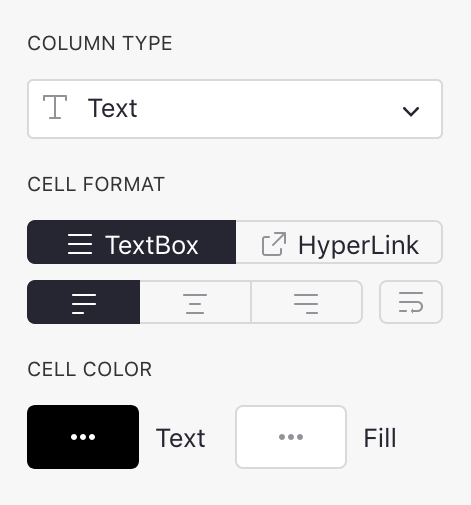 COLUMN TYPE
Text
CELL FORMAT
TextBox HyperLink
CELL COLOR
Text Fill